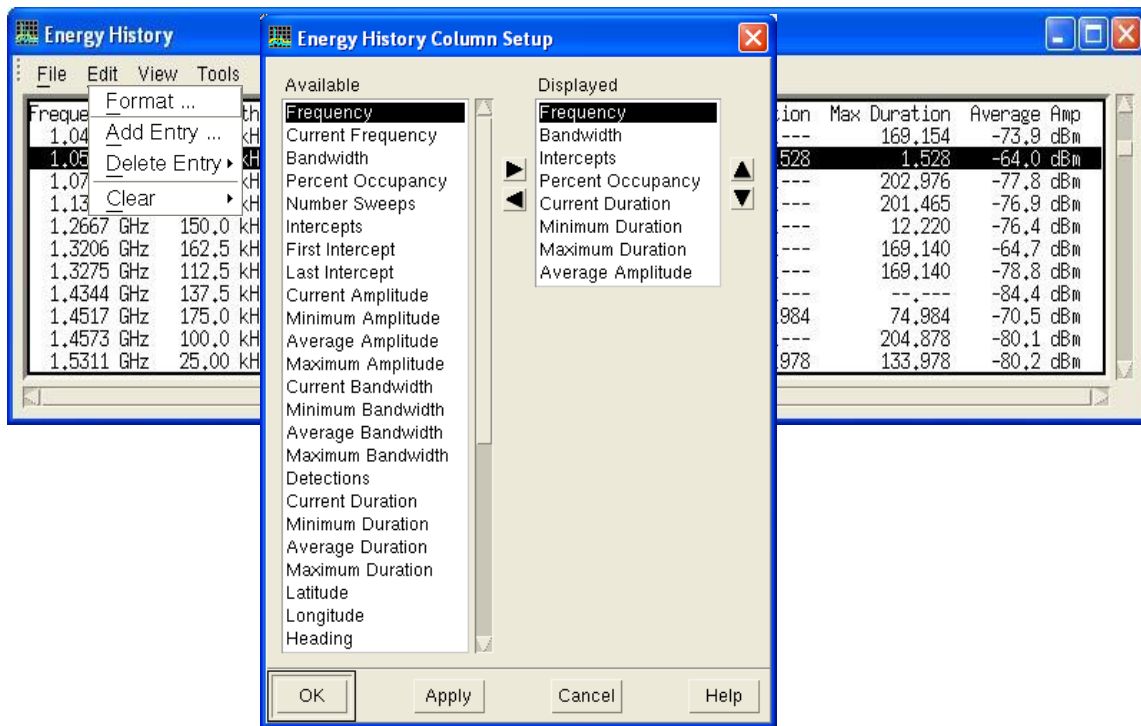 Energy History
File Edit View Tools
Format ...
Add Entry ...
Delete Entry
Clear
Max Duration Average Amp
169.154 -73.9 dBm
1.528 -64.0 dBm
202.976 -77.8 dBm
201.465 -76.9 dBm
1.2667 GHz 150.0 12.220 -76.4 dBm
1.3206 GHz 162.5 169.140 -64.7 dBm
1.3275 GHz 112.5 169.140 -78.8 dBm
1.4344 GHz 137.5 --.--- -84.4 dBm
1.4517 GHz 175.0 74.984 -70.5 dBm
1.4573 GHz 100.0 204.878 -80.1 dBm
1.5311 GHz 25.00 133.978 -80.2 dBm
Energy History Column Setup
Available
Frequency
Current Frequency
Bandwidth
Percent Occupancy
Number Sweeps
Intercepts
First Intercept
Last Intercept
Current Amplitude
Minimum Amplitude
Average Amplitude
Maximum Amplitude
Current Bandwidth
Minimum Bandwidth
Average Bandwidth
Maximum Bandwidth
Detections
Current Duration
Minimum Duration
Average Duration
Maximum Duration
Latitude
Longitude
Heading
Displayed
Frequency
Bandwidth
Intercepts
Percent Occupancy
Current Duration
Minimum Duration
Maximum Duration
Average Amplitude
OK Apply Cancel Help